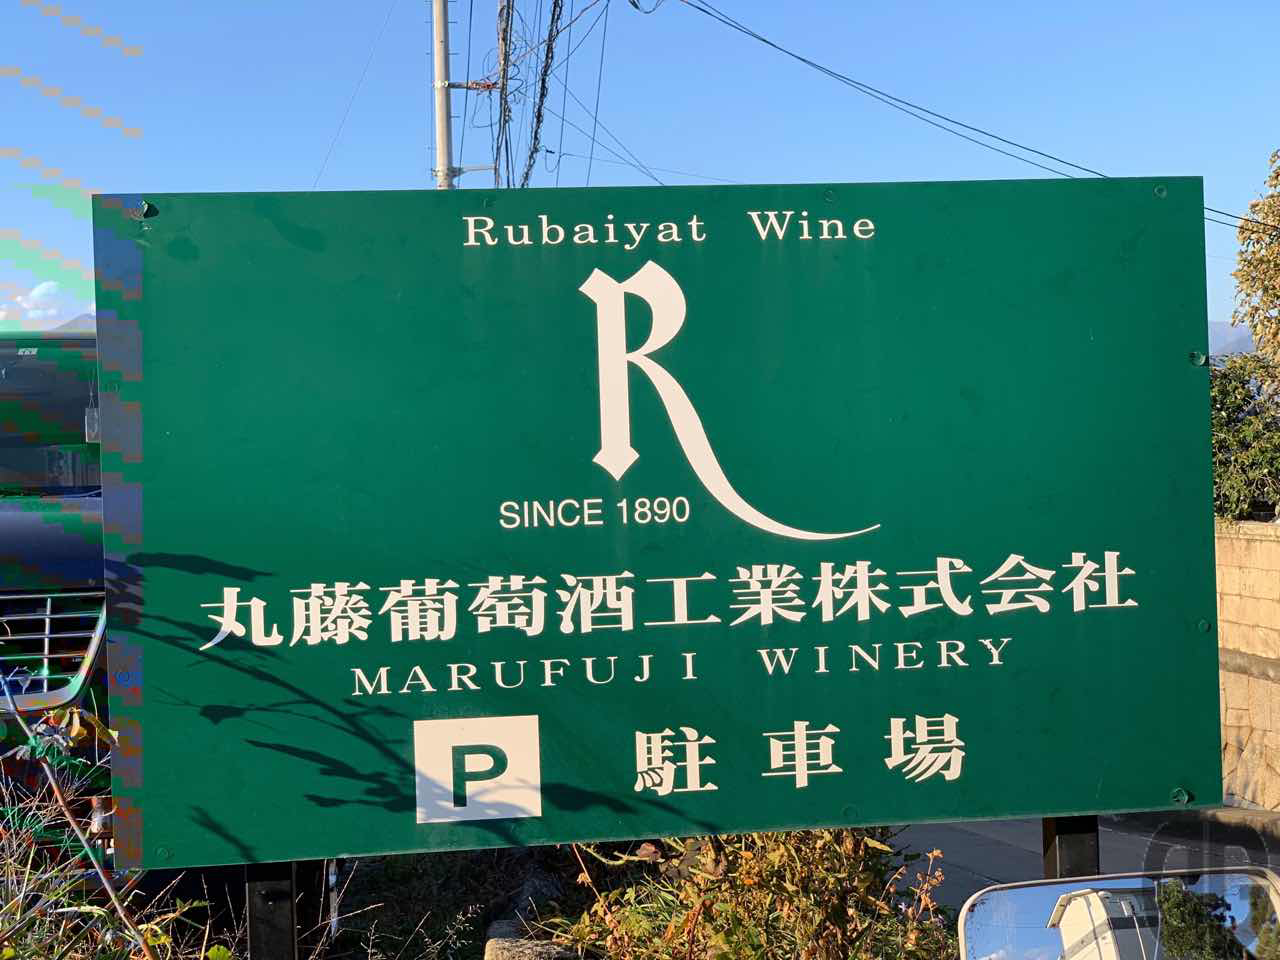 Rubaiyat Wine
R
SINCE 1890
丸藤葡萄酒工業株式会社
MARUFUJI WINERY
P 駐車場